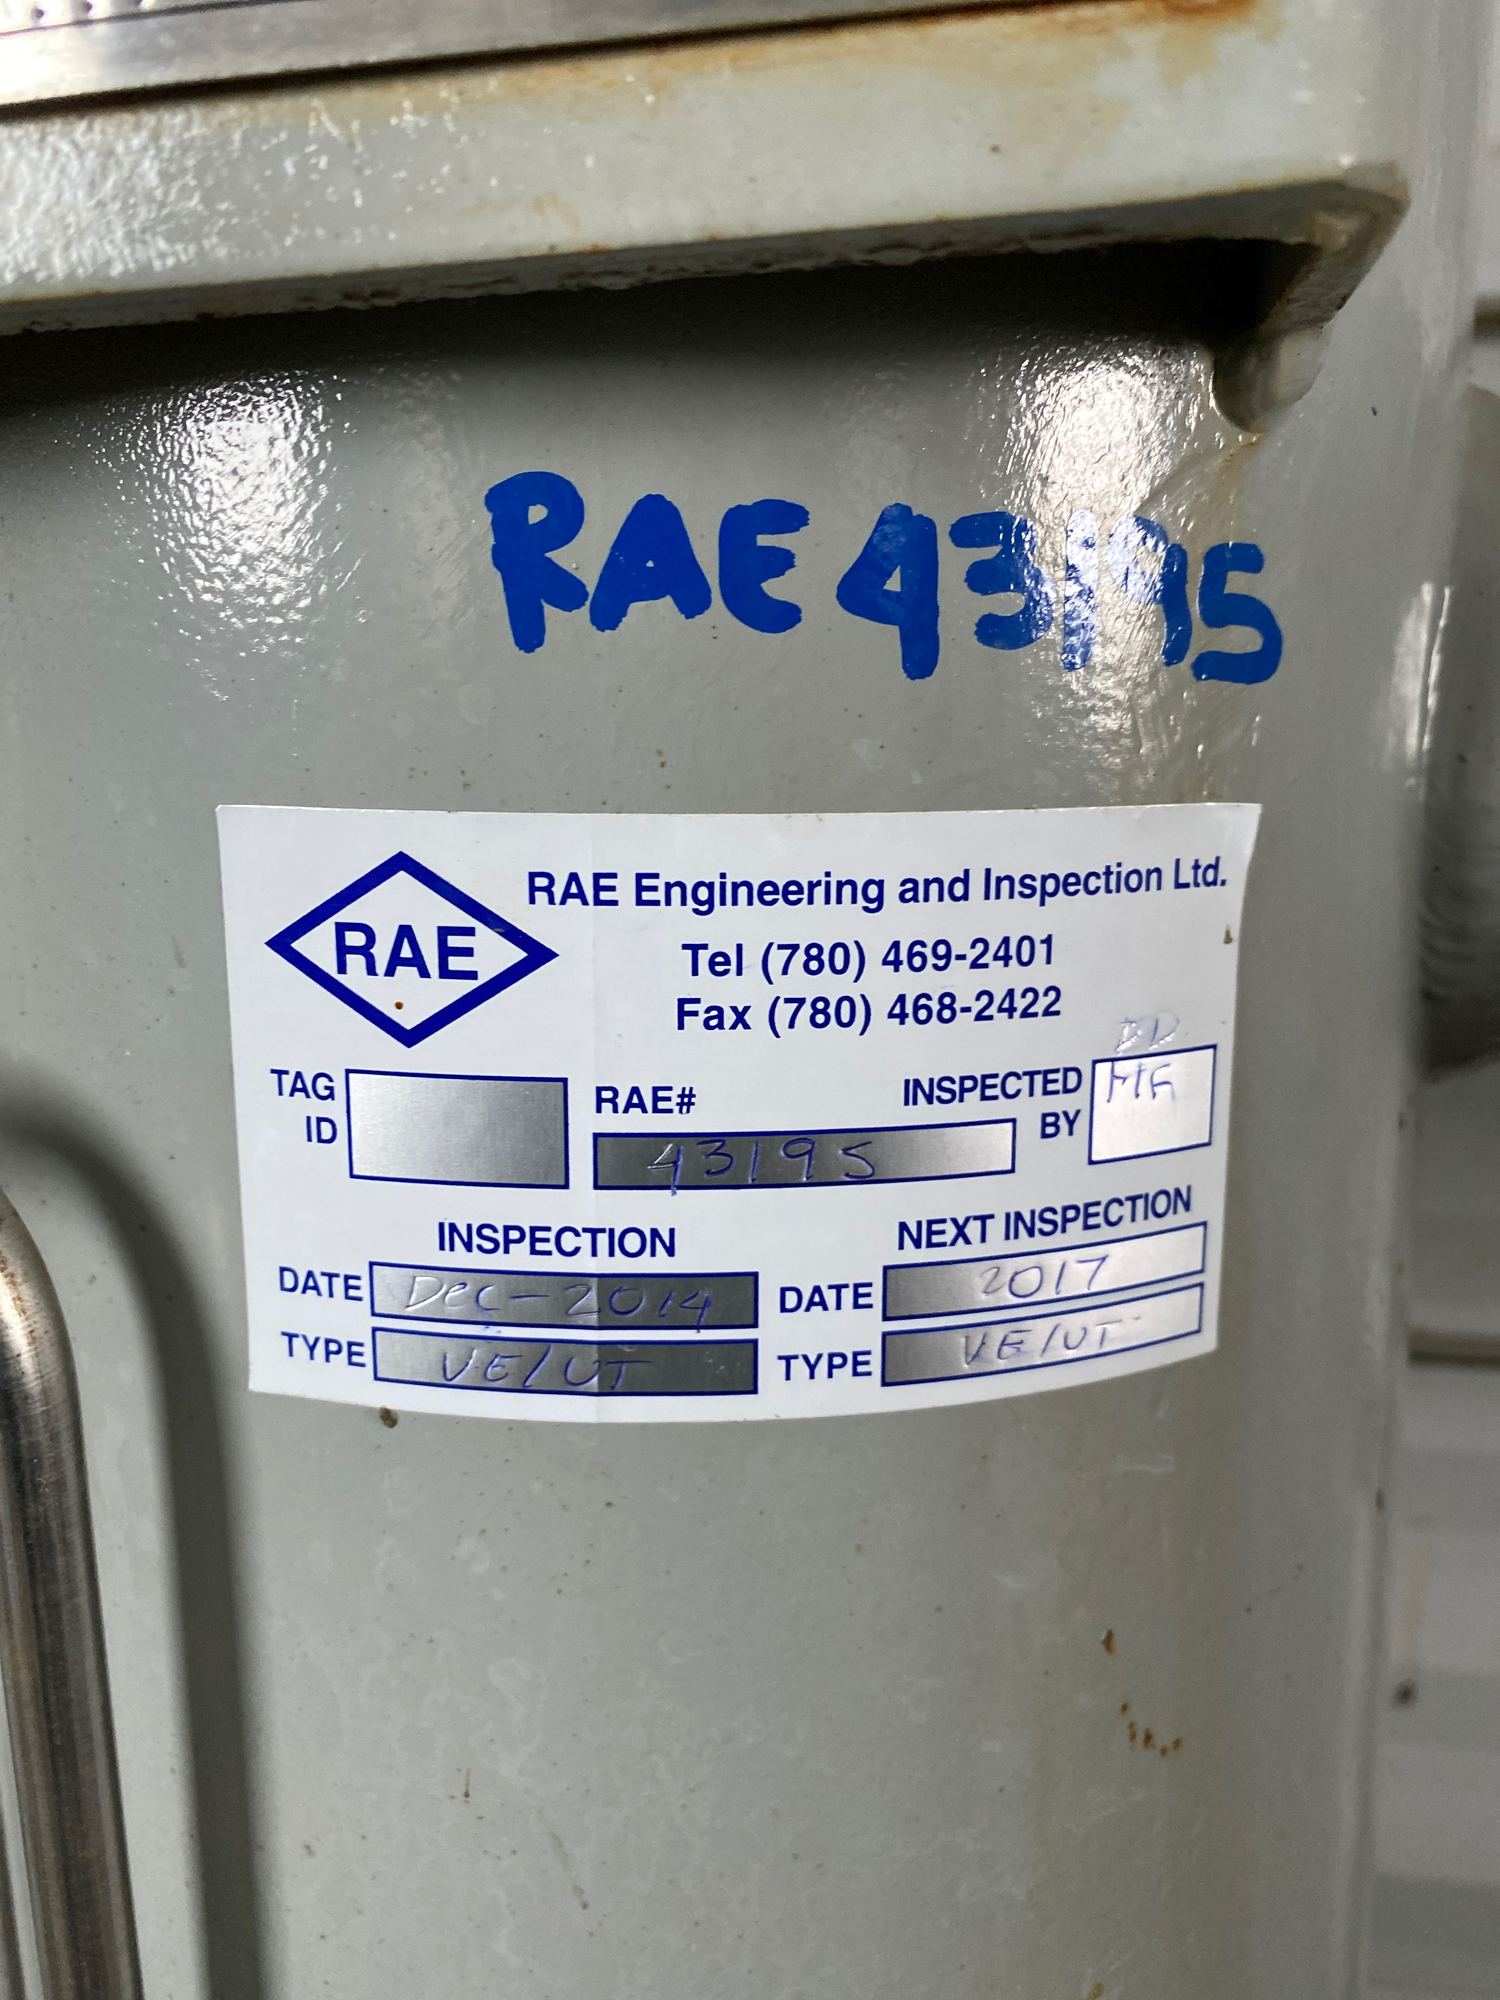 RAE 43195
RAE
RAE Engineering and Inspection Ltd.
Tel (780) 469-2401
Fax (780) 468-2422
TAG ID
RAE#
43195
INSPECTED BY
DD
INSPECTION
DATE Dec-2014
TYPE VE/UT
NEXT INSPECTION
DATE 2017
TYPE VE/UT